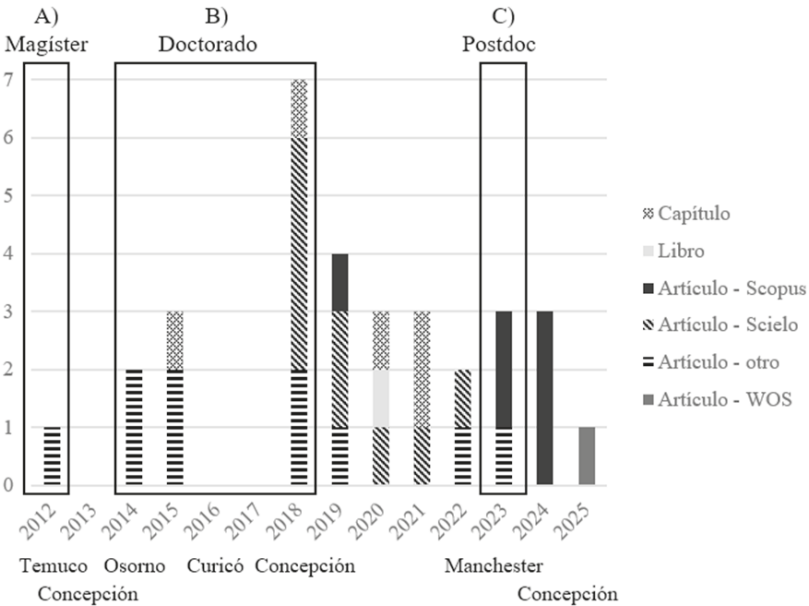 A) B) C)
Magíster Doctorado Postdoc
7
6
5
4
3
2
1
0
2012 2013 2014 2015 2016 2017 2018 2019 2020 2021 2022 2023 2024 2025
Temuco Osorno Curicó Concepción Manchester
Concepción Concepción
Capítulo
Libro
Artículo - Scopus
Artículo - Scielo
Artículo - otro
Artículo - WOS